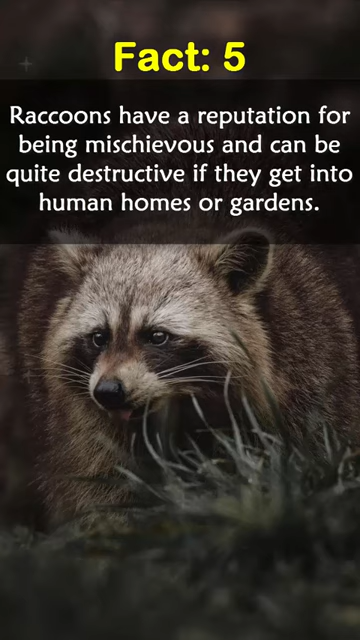 Fact: 5
Raccoons have a reputation for
being mischievous and can be
quite destructive if they get into
human homes or gardens.